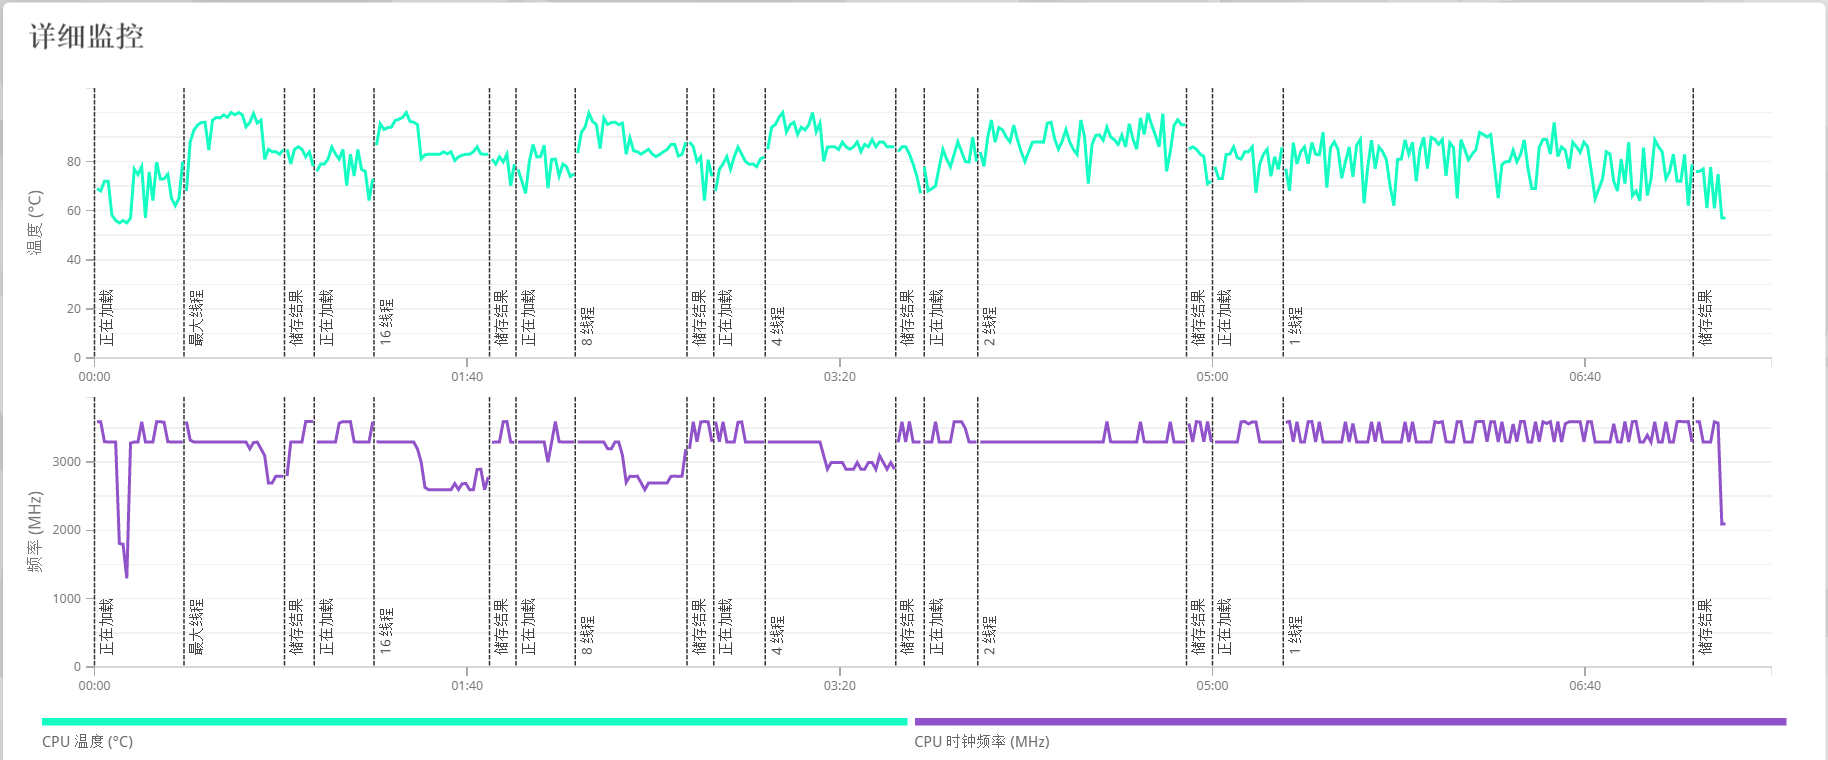 详细监控
温度 (°C)
80
60
40
20
0
正在加载
最大线程
储存结果
正在加载
16 线程
储存结果
正在加载
8 线程
储存结果
正在加载
4 线程
储存结果
正在加载
2 线程
储存结果
正在加载
1 线程
储存结果
00:00
01:40
03:20
05:00
06:40
频率 (MHz)
3000
2000
1000
0
正在加载
最大线程
储存结果
正在加载
16 线程
储存结果
正在加载
8 线程
储存结果
正在加载
4 线程
储存结果
正在加载
2 线程
储存结果
正在加载
1 线程
储存结果
00:00
01:40
03:20
05:00
06:40
CPU 温度 (°C)
CPU 时钟频率 (MHz)